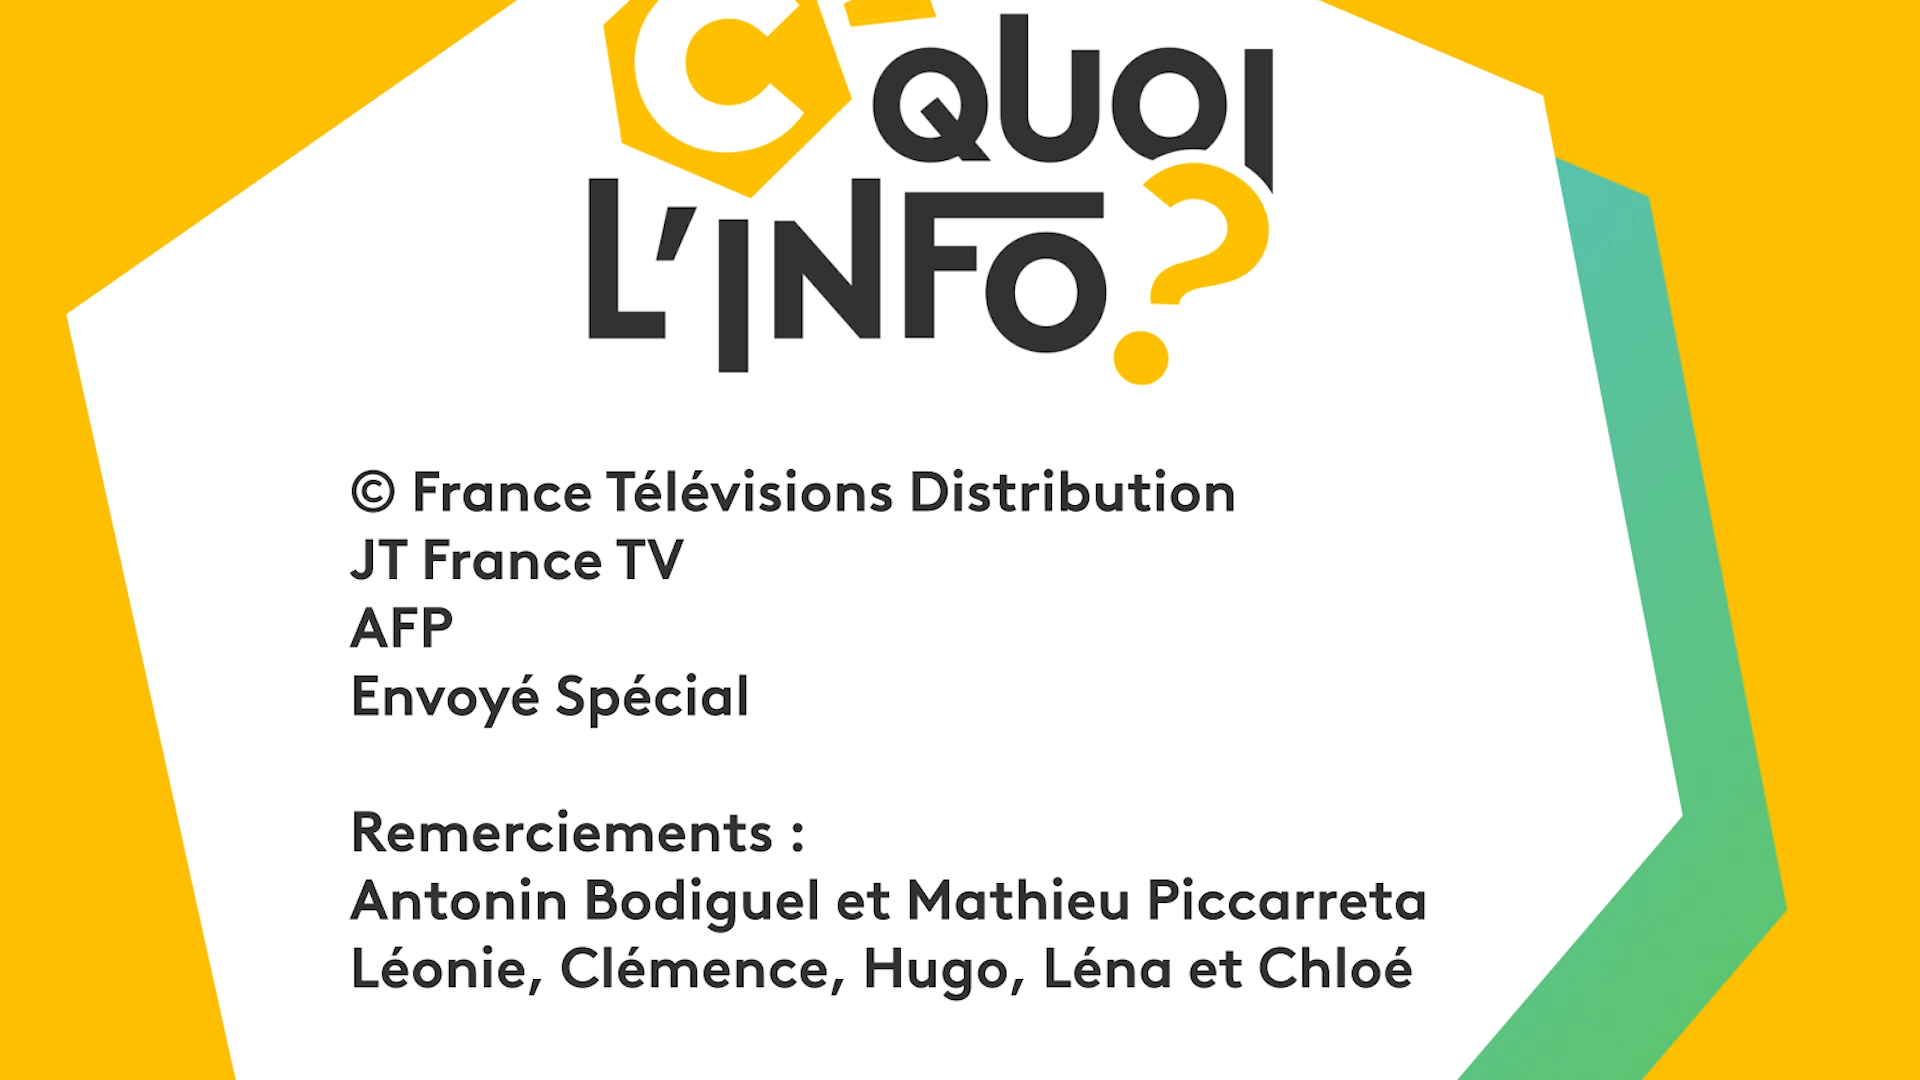 C'
QUOI
L'INFO?
© France Télévisions Distribution
JT France TV
AFP
Envoyé Spécial
Remerciements :
Antonin Bodiguel et Mathieu Piccarreta
Léonie, Clémence, Hugo, Léna et Chloé